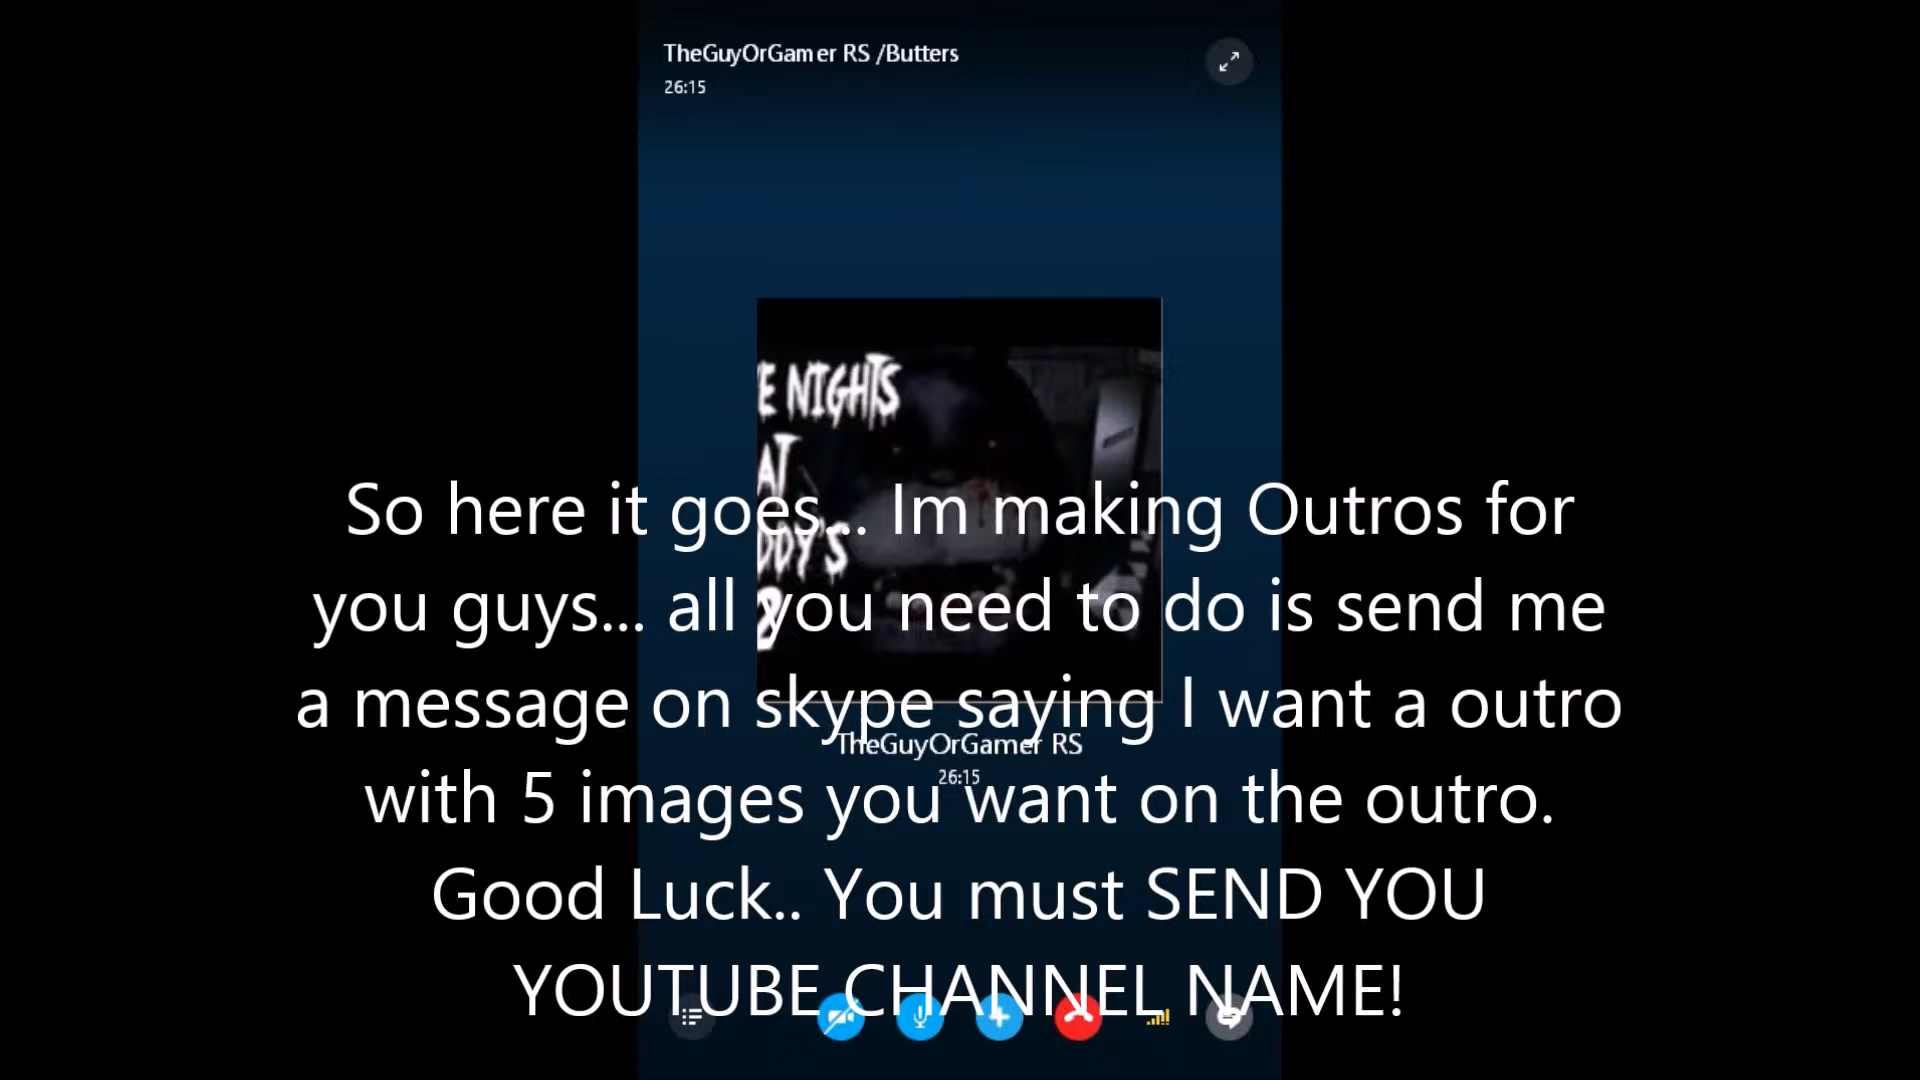 TheGuyOrGamer RS /Butters
26:15
E NIGHTS
AT
DDY'S
So here it goes... Im making Outros for
you guys... all you need to do is send me
a message on skype saying I want a outro
TheGuyOrGamer RS
26:15
with 5 images you want on the outro.
Good Luck.. You must SEND YOU
YOUTUBE CHANNEL NAME!